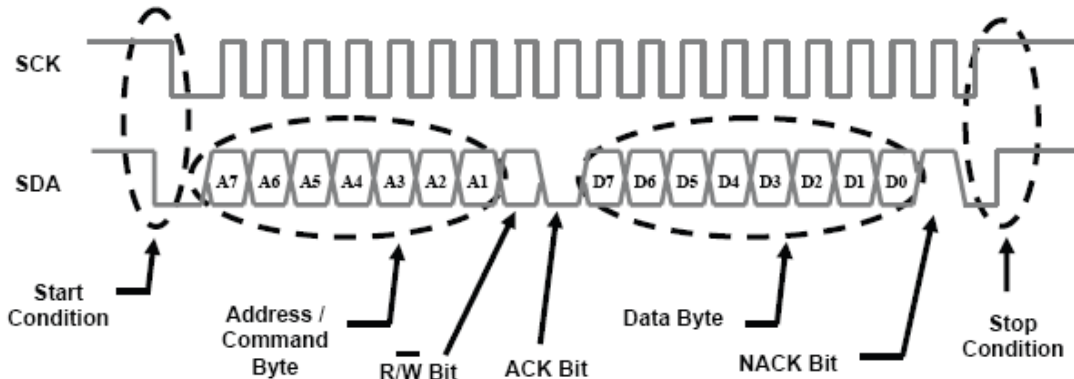 SCK
SDA
A7 A6 A5 A4 A3 A2 A1
D7 D6 D5 D4 D3 D2 D1 D0
Start
Condition
Address /
Command
Byte
R/W̅ Bit
ACK Bit
Data Byte
NACK Bit
Stop
Condition